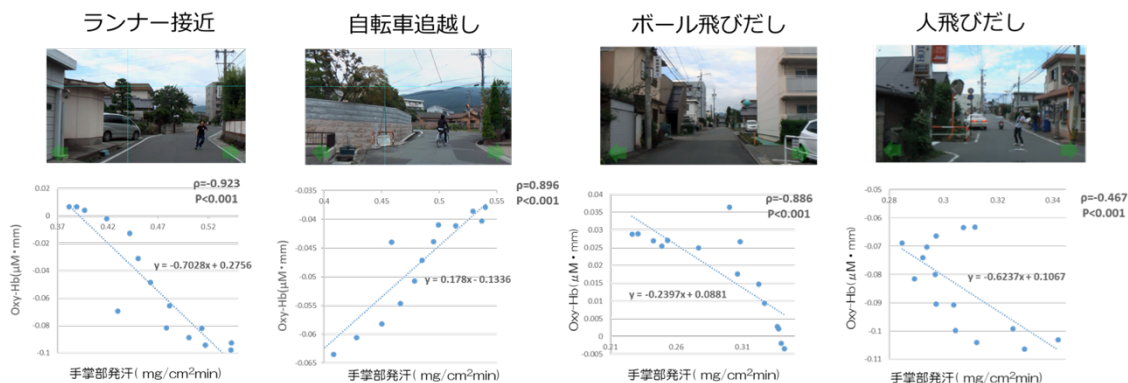 ランナー接近
自転車追越し
ボール飛びだし
人飛びだし
ρ=-0.923
P<0.001
0.02
0
-0.02
-0.04
-0.06
-0.08
-0.1
0.37
0.42
0.47
0.52
y = -0.7028x + 0.2756
Oxy-Hb(μM・mm)
手掌部発汗( mg/cm2min)
ρ=0.896
P<0.001
-0.035
-0.04
-0.045
-0.05
-0.055
-0.06
-0.065
0.4
0.45
0.5
0.55
y = 0.178x - 0.1336
Oxy-Hb(μM・mm)
手掌部発汗( mg/cm2min)
ρ=-0.886
P<0.001
0.04
0.035
0.03
0.025
0.02
0.015
0.01
0.005
0
-0.005
0.21
0.26
0.31
y = -0.2397x + 0.0881
Oxy-Hb(μM・mm)
手掌部発汗( mg/cm2min)
ρ=-0.467
P<0.001
-0.05
-0.06
-0.07
-0.08
-0.09
-0.1
-0.11
0.28
0.3
0.32
0.34
y = -0.6237x + 0.1067
Oxy-Hb(μM・mm)
手掌部発汗( mg/cm2min)